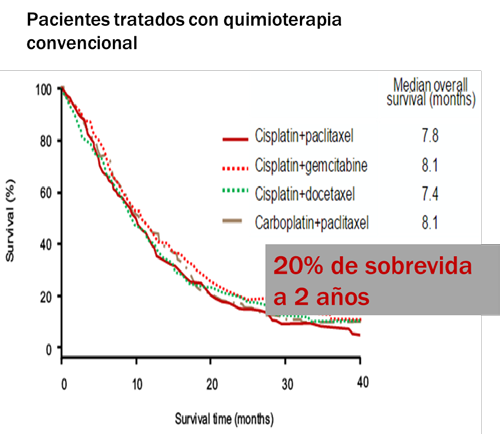 Pacientes tratados con quimioterapia
convencional
Median overall
survival (months)
Cisplatin+paclitaxel 7.8
Cisplatin+gemcitabine 8.1
Cisplatin+docetaxel 7.4
Carboplatin+paclitaxel 8.1
20% de sobrevida
a 2 años
Survival (%)
100
80
60
40
20
0
0 10 20 30 40
Survival time (months)